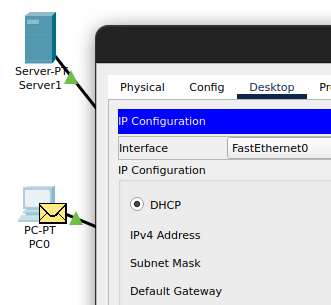 Server-PT
Server1
PC-PT
PC0
Physical Config Desktop
IP Configuration
Interface FastEthernet0
IP Configuration
DHCP
IPv4 Address
Subnet Mask
Default Gateway